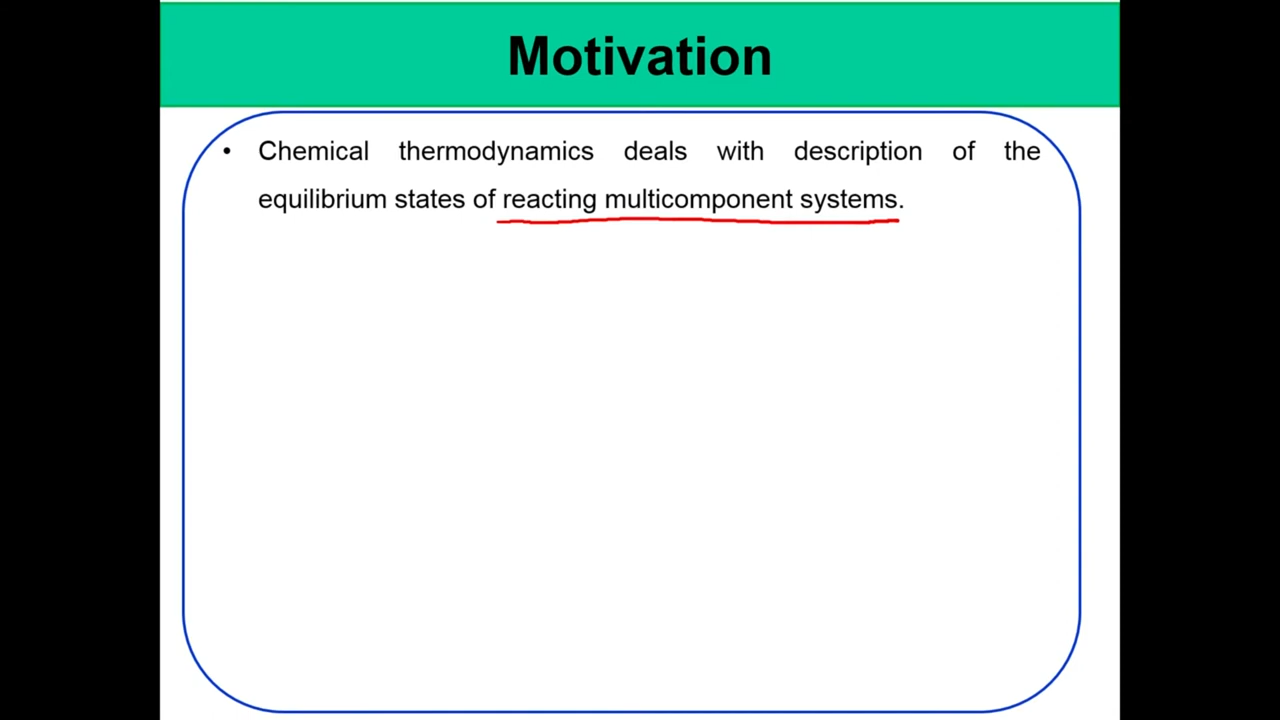 Motivation
• Chemical thermodynamics deals with description of the
equilibrium states of reacting multicomponent systems.